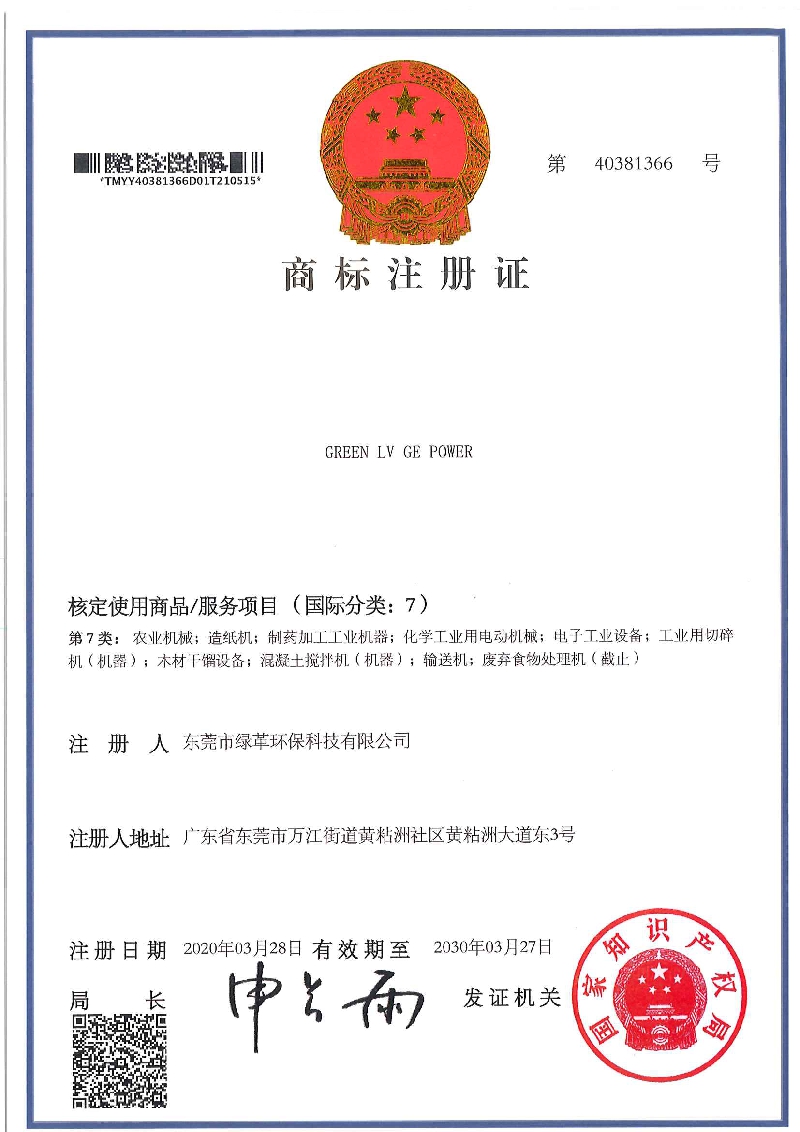 *TMYY40381366D01T210515*
第 40381366 号
商标注册证
GREEN LV GE POWER
核定使用商品/服务项目（国际分类：7）
第7类：农业机械；造纸机；制药加工工业机器；化学工业用电动机械；电子工业设备；工业用切碎
机（机器）；木材干馏设备；混凝土搅拌机（机器）；输送机；废弃食物处理机（截止）
注册人 东莞市绿革环保科技有限公司
注册人地址 广东省东莞市万江街道黄粘洲社区黄粘洲大道东3号
注册日期 2020年03月28日 有效期至 2030年03月27日
局长 申长雨 发证机关
国家知识产权局